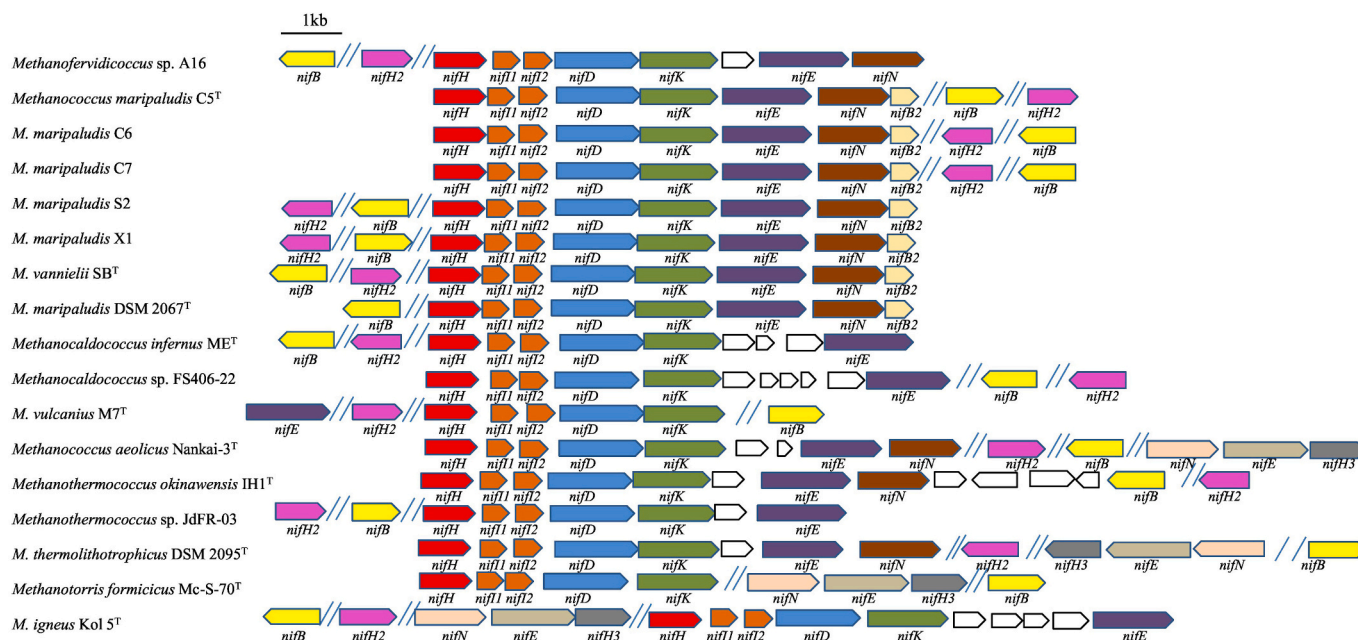 1kb
Methanofervidicoccus sp. A16
nifB nifH2 nifH nifI1 nifI2 nifD nifK nifE nifN
Methanococcus maripaludis C5T
nifH nifI1 nifI2 nifD nifK nifE nifN nifB2 nifB nifH2
M. maripaludis C6
nifH nifI1 nifI2 nifD nifK nifE nifN nifB2 nifH2 nifB
M. maripaludis C7
nifH nifI1 nifI2 nifD nifK nifE nifN nifB2 nifH2 nifB
M. maripaludis S2
nifH2 nifB nifH nifI1 nifI2 nifD nifK nifE nifN nifB2
M. maripaludis X1
nifH2 nifB nifH nifI1 nifI2 nifD nifK nifE nifN nifB2
M. vannielii SBT
nifB nifH2 nifH nifI1 nifI2 nifD nifK nifE nifN nifB2
M. maripaludis DSM 2067T
nifB nifH nifI1 nifI2 nifD nifK nifE nifN nifB2
Methanocaldococcus infernus MET
nifB nifH2 nifH nifI1 nifI2 nifD nifK nifE
Methanocaldococcus sp. FS406-22
nifH nifI1 nifI2 nifD nifK nifE nifB nifH2
M. vulcanius M7T
nifE nifH2 nifH nifI1 nifI2 nifD nifK nifB
Methanococcus aeolicus Nankai-3T
nifH nifI1 nifI2 nifD nifK nifE nifN nifH2 nifB nifN nifE nifH3
Methanothermococcus okinawensis IH1T
nifH nifI1 nifI2 nifD nifK nifE nifN nifB nifH2
Methanothermococcus sp. JdFR-03
nifH2 nifB nifH nifI1 nifI2 nifD nifK nifE
M. thermolithotrophicus DSM 2095T
nifH nifI1 nifI2 nifD nifK nifE nifN nifH2 nifH3 nifE nifN nifB
Methanotorris formicicus Mc-S-70T
nifH nifI1 nifI2 nifD nifK nifN nifE nifH3 nifB
M. igneus Kol 5T
nifB nifH2 nifN nifE nifH3 nifH nifI1 nifI2 nifD nifK nifE